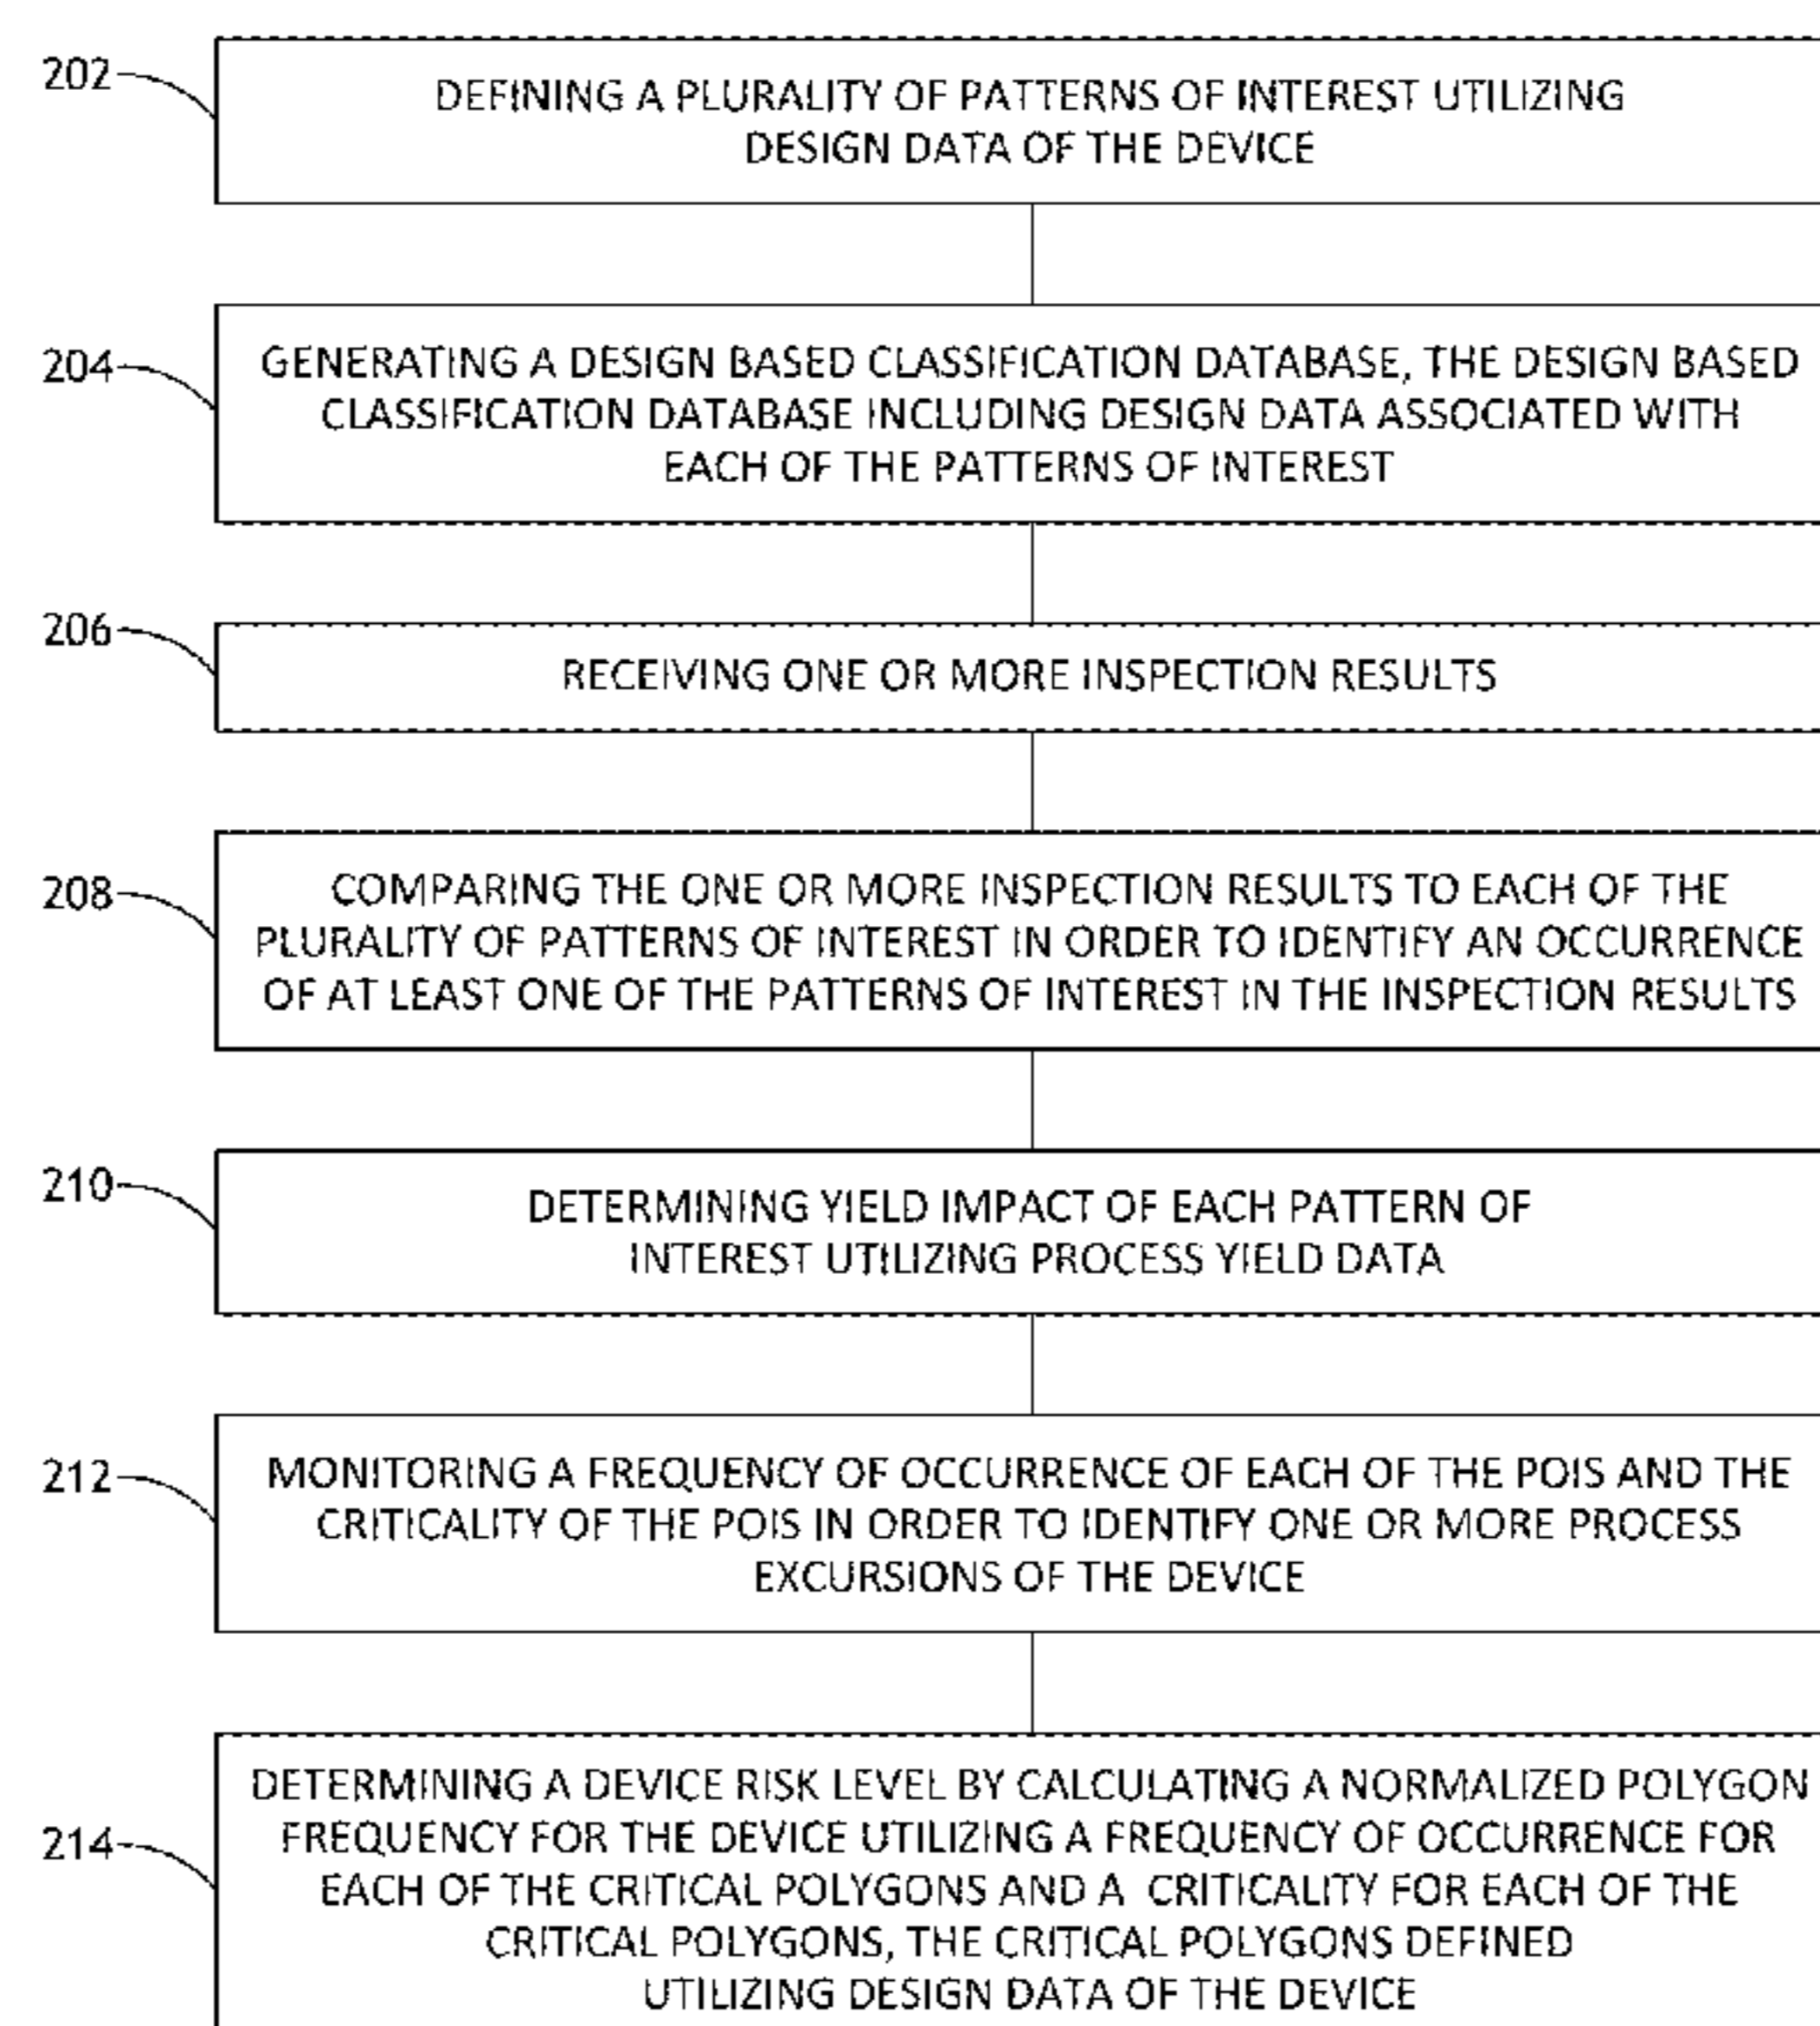 202
DEFINING A PLURALITY OF PATTERNS OF INTEREST UTILIZING
DESIGN DATA OF THE DEVICE
204
GENERATING A DESIGN BASED CLASSIFICATION DATABASE, THE DESIGN BASED
CLASSIFICATION DATABASE INCLUDING DESIGN DATA ASSOCIATED WITH
EACH OF THE PATTERNS OF INTEREST
206
RECEIVING ONE OR MORE INSPECTION RESULTS
208
COMPARING THE ONE OR MORE INSPECTION RESULTS TO EACH OF THE
PLURALITY OF PATTERNS OF INTEREST IN ORDER TO IDENTIFY AN OCCURRENCE
OF AT LEAST ONE OF THE PATTERNS OF INTEREST IN THE INSPECTION RESULTS
210
DETERMINING YIELD IMPACT OF EACH PATTERN OF
INTEREST UTILIZING PROCESS YIELD DATA
212
MONITORING A FREQUENCY OF OCCURRENCE OF EACH OF THE POIS AND THE
CRITICALITY OF THE POIS IN ORDER TO IDENTIFY ONE OR MORE PROCESS
EXCURSIONS OF THE DEVICE
214
DETERMINING A DEVICE RISK LEVEL BY CALCULATING A NORMALIZED POLYGON
FREQUENCY FOR THE DEVICE UTILIZING A FREQUENCY OF OCCURRENCE FOR
EACH OF THE CRITICAL POLYGONS AND A CRITICALITY FOR EACH OF THE
CRITICAL POLYGONS, THE CRITICAL POLYGONS DEFINED
UTILIZING DESIGN DATA OF THE DEVICE